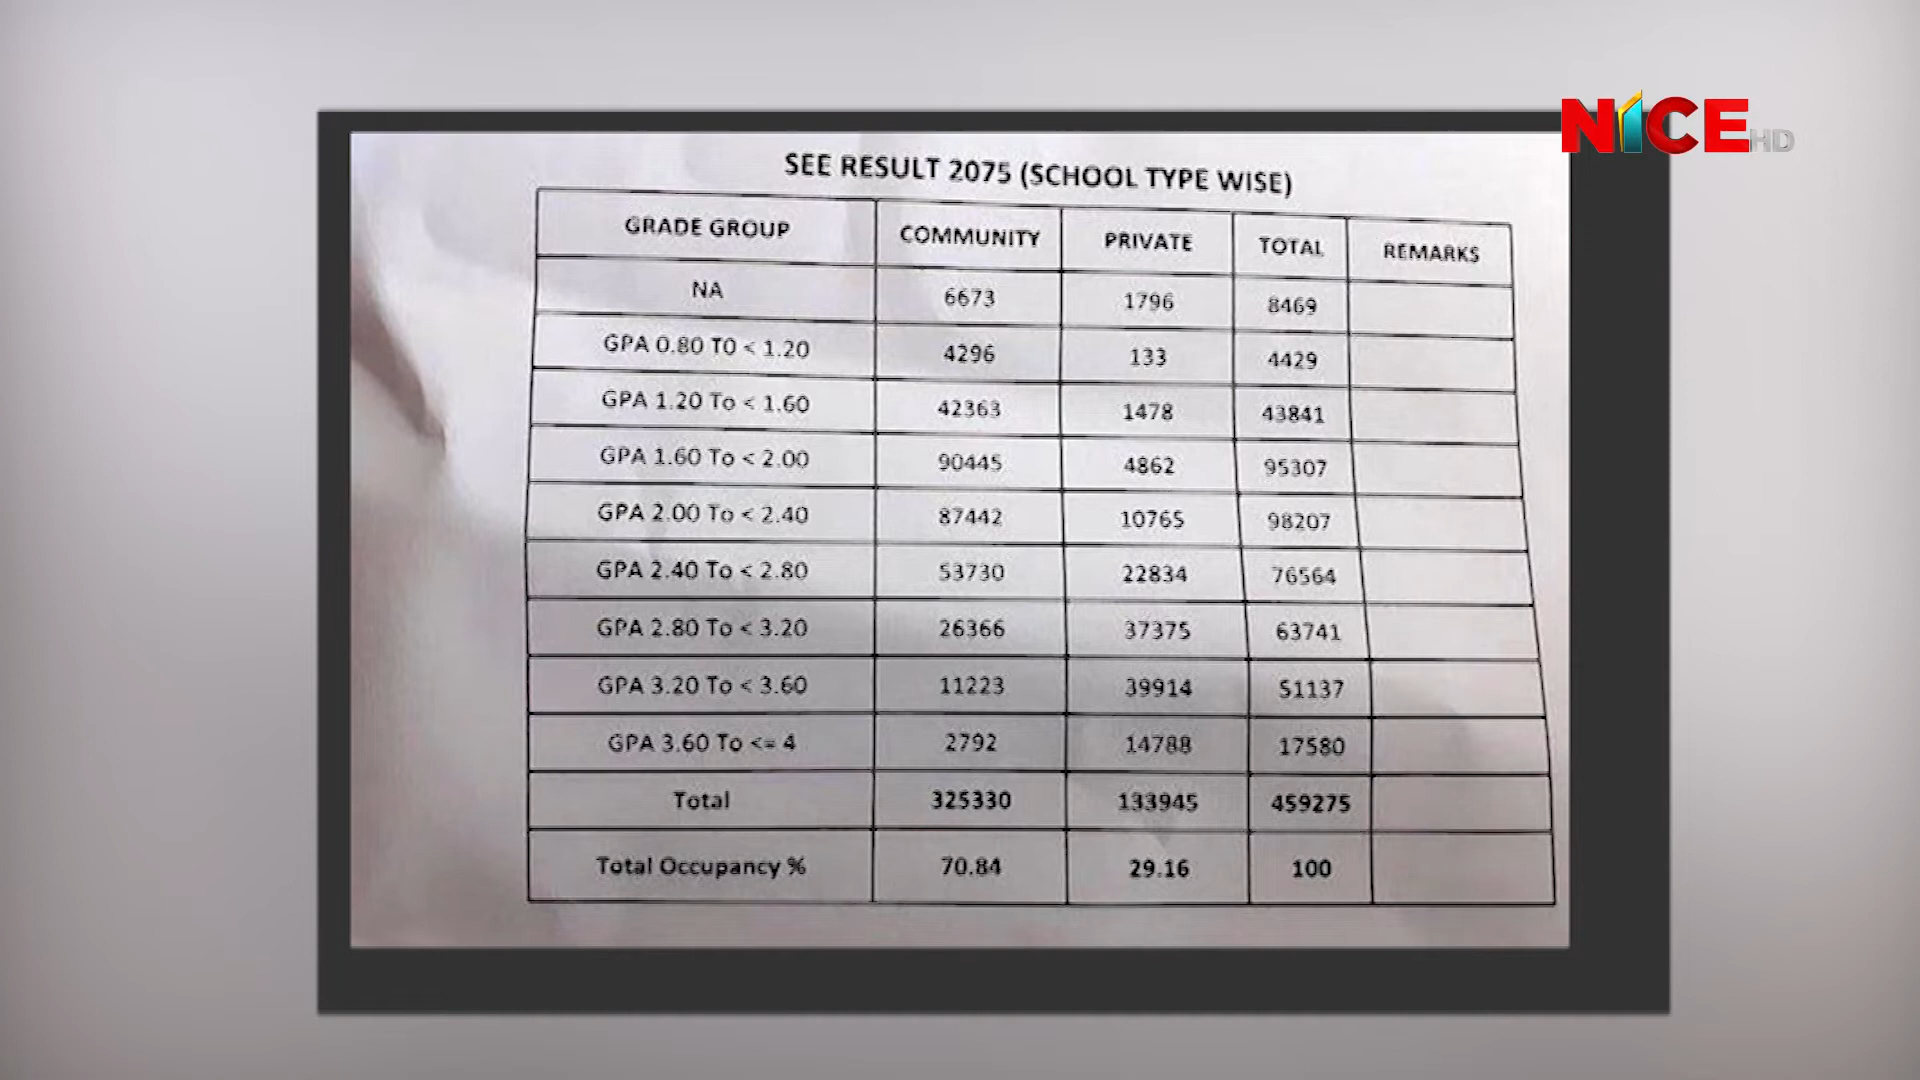 NICE HD
SEE RESULT 2075 (SCHOOL TYPE WISE)
GRADE GROUP COMMUNITY PRIVATE TOTAL REMARKS
NA 6673 1796 8469
GPA 0.80 TO < 1.20 4296 133 4429
GPA 1.20 To < 1.60 42363 1478 43841
GPA 1.60 To < 2.00 90445 4862 95307
GPA 2.00 To < 2.40 87442 10765 98207
GPA 2.40 To < 2.80 53730 22834 76564
GPA 2.80 To < 3.20 26366 37375 63741
GPA 3.20 To < 3.60 11223 39914 51137
GPA 3.60 To <= 4 2792 14788 17580
Total 325330 133945 459275
Total Occupancy % 70.84 29.16 100